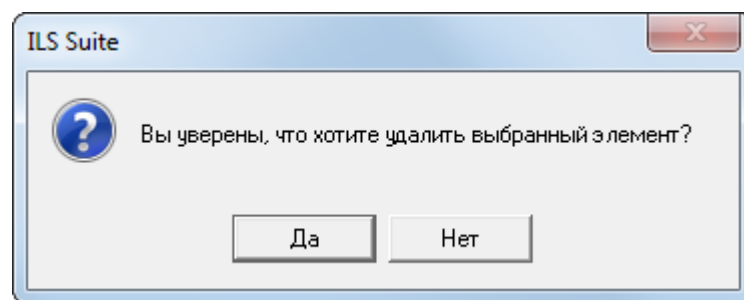 ILS Suite
Вы уверены, что хотите удалить выбранный элемент?
Да Нет